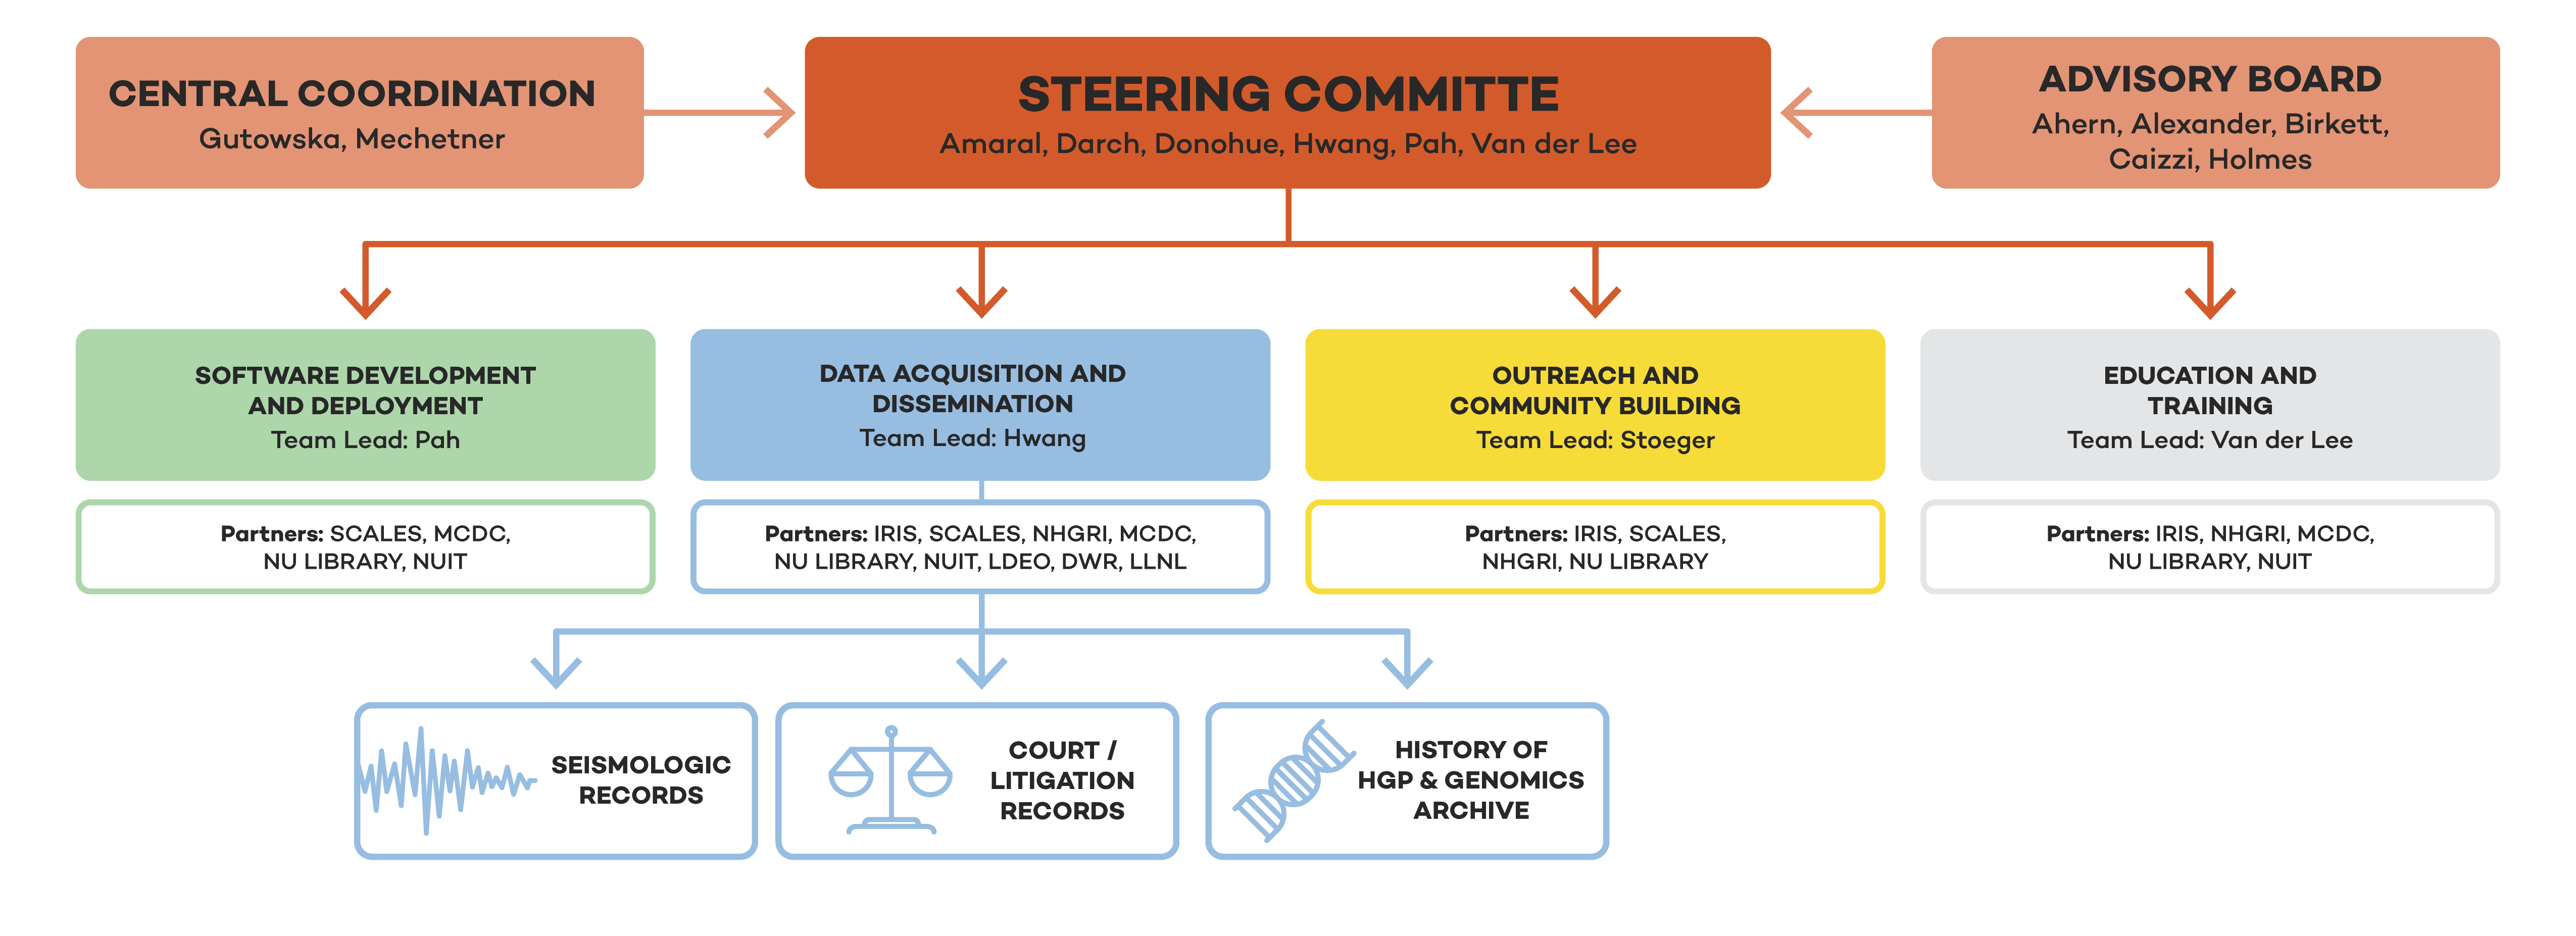 CENTRAL COORDINATION
Gutowska, Mechetner
STEERING COMMITTE
Amaral, Darch, Donohue, Hwang, Pah, Van der Lee
ADVISORY BOARD
Ahern, Alexander, Birkett,
Caizzi, Holmes
SOFTWARE DEVELOPMENT
AND DEPLOYMENT
Team Lead: Pah
Partners: SCALES, MCDC,
NU LIBRARY, NUIT
DATA ACQUISITION AND
DISSEMINATION
Team Lead: Hwang
Partners: IRIS, SCALES, NHGRI, MCDC,
NU LIBRARY, NUIT, LDEO, DWR, LLNL
OUTREACH AND
COMMUNITY BUILDING
Team Lead: Stoeger
Partners: IRIS, SCALES,
NHGRI, NU LIBRARY
EDUCATION AND
TRAINING
Team Lead: Van der Lee
Partners: IRIS, NHGRI, MCDC,
NU LIBRARY, NUIT
SEISMOLOGIC
RECORDS
COURT /
LITIGATION
RECORDS
HISTORY OF
HGP & GENOMICS
ARCHIVE